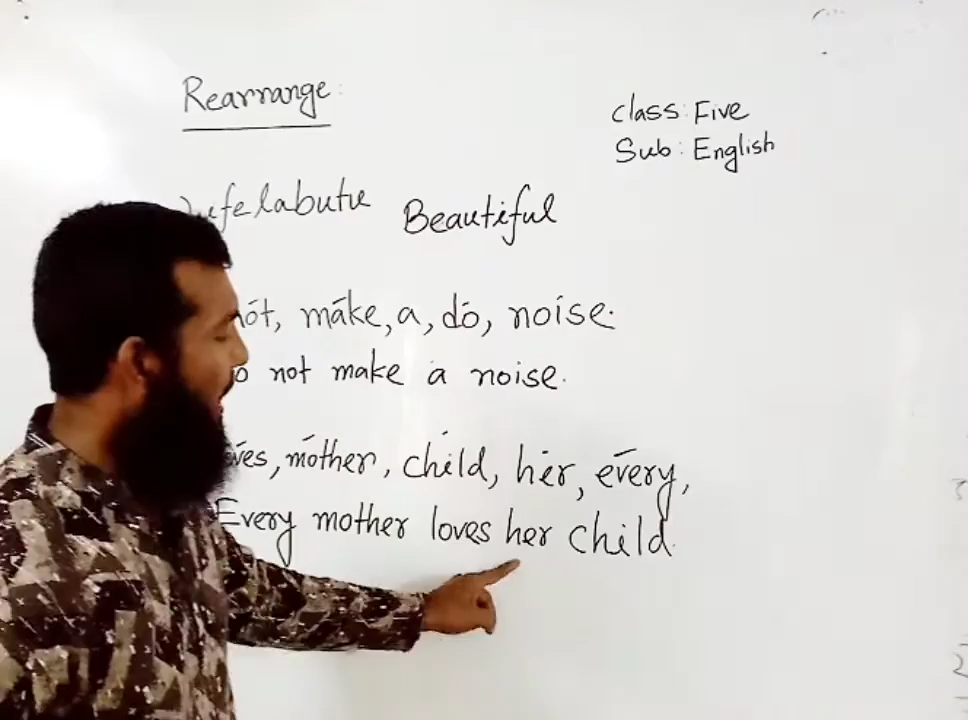 Rearrange:
class: Five
Sub: English
Beautiful
not, make, a, do, noise.
not make a noise.
mother, child, her, every,
Every mother loves her child.